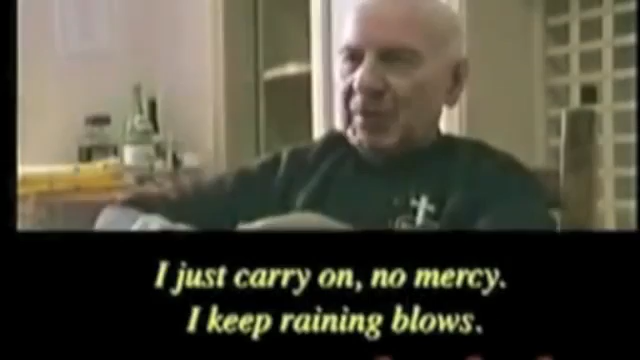 I just carry on, no mercy.
I keep raining blows.